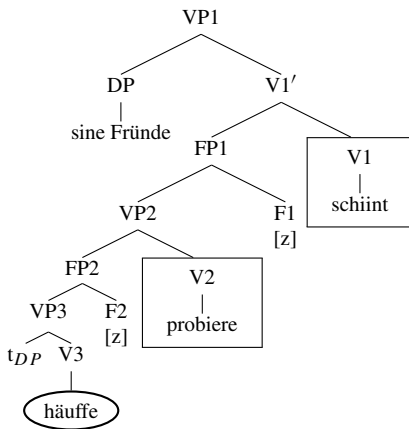 VP1
DP V1′
sine Fründe
FP1 V1
schiint
VP2 F1
[z]
FP2 V2
probiere
VP3 F2
[z]
tDP V3
häuffe